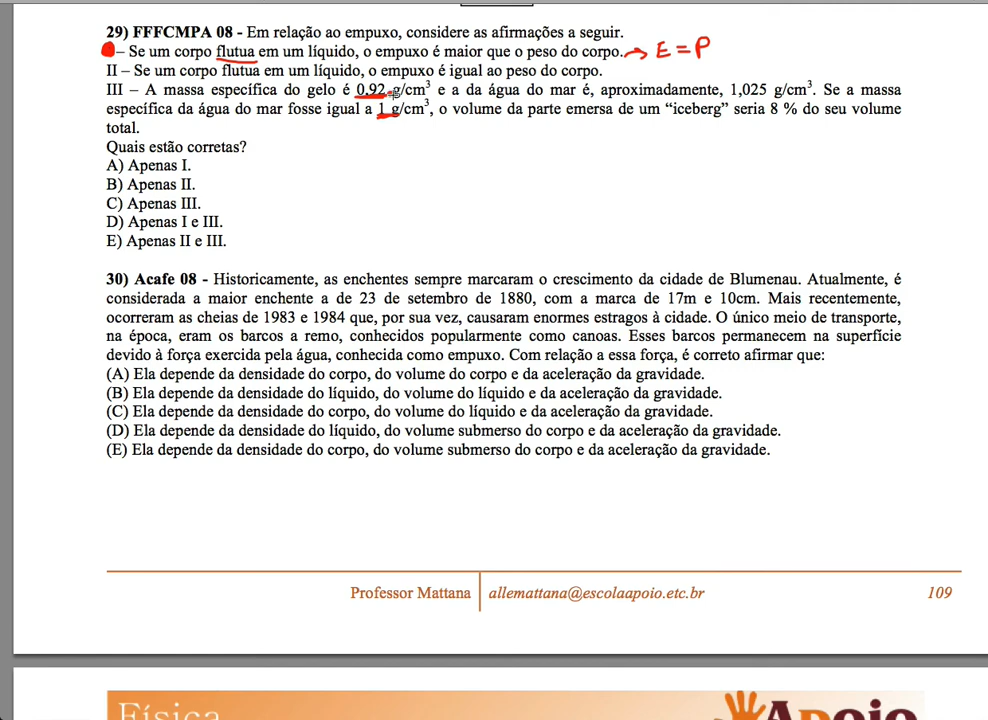 29) FFFCMPA 08 - Em relação ao empuxo, considere as afirmações a seguir.
– Se um corpo flutua em um líquido, o empuxo é maior que o peso do corpo. → E = P
II – Se um corpo flutua em um líquido, o empuxo é igual ao peso do corpo.
III – A massa específica do gelo é 0,92 g/cm³ e a da água do mar é, aproximadamente, 1,025 g/cm³. Se a massa
específica da água do mar fosse igual a 1 g/cm³, o volume da parte emersa de um “iceberg” seria 8 % do seu volume
total.
Quais estão corretas?
A) Apenas I.
B) Apenas II.
C) Apenas III.
D) Apenas I e III.
E) Apenas II e III.
30) Acafe 08 - Historicamente, as enchentes sempre marcaram o crescimento da cidade de Blumenau. Atualmente, é
considerada a maior enchente a de 23 de setembro de 1880, com a marca de 17m e 10cm. Mais recentemente,
ocorreram as cheias de 1983 e 1984 que, por sua vez, causaram enormes estragos à cidade. O único meio de transporte,
na época, eram os barcos a remo, conhecidos popularmente como canoas. Esses barcos permanecem na superfície
devido à força exercida pela água, conhecida como empuxo. Com relação a essa força, é correto afirmar que:
(A) Ela depende da densidade do corpo, do volume do corpo e da aceleração da gravidade.
(B) Ela depende da densidade do líquido, do volume do líquido e da aceleração da gravidade.
(C) Ela depende da densidade do corpo, do volume do líquido e da aceleração da gravidade.
(D) Ela depende da densidade do líquido, do volume submerso do corpo e da aceleração da gravidade.
(E) Ela depende da densidade do corpo, do volume submerso do corpo e da aceleração da gravidade.
Professor Mattana allemattana@escolaapoio.etc.br 109
Física Apoio